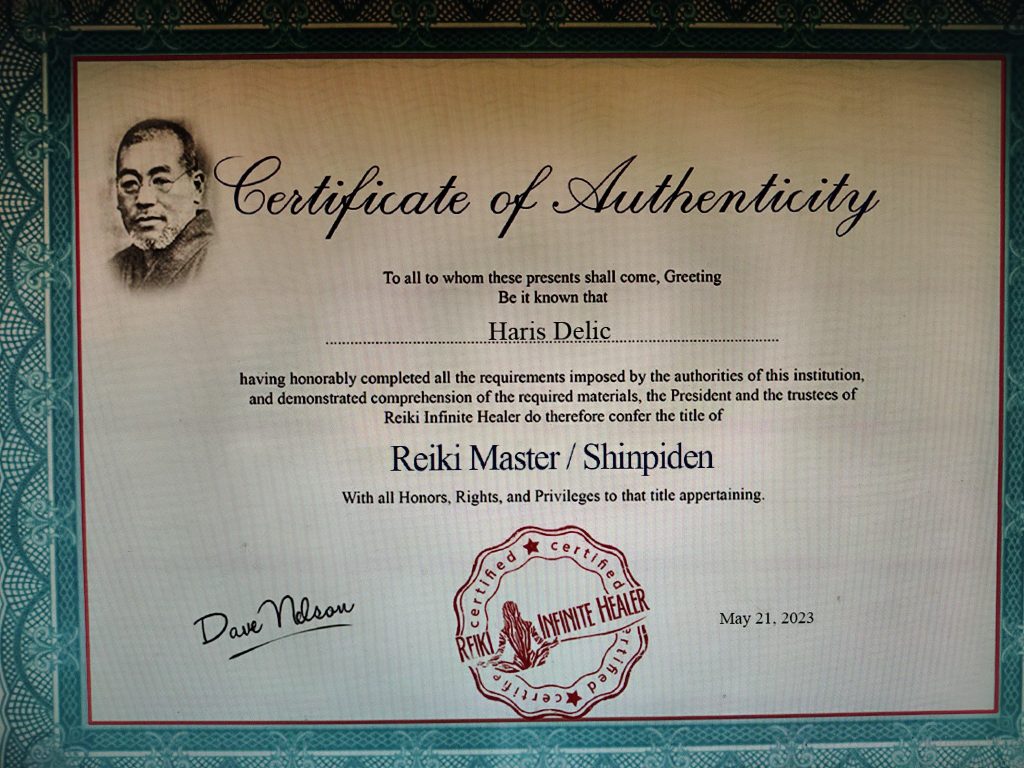 Certificate of Authenticity
To all to whom these presents shall come, Greeting
Be it known that
Haris Delic
having honorably completed all the requirements imposed by the authorities of this institution,
and demonstrated comprehension of the required materials, the President and the trustees of
Reiki Infinite Healer do therefore confer the title of
Reiki Master / Shinpiden
With all Honors, Rights, and Privileges to that title appertaining.
certified ★ certified
REIKI INFINITE HEALER
certified ★ certified
Dave Nelson
May 21, 2023